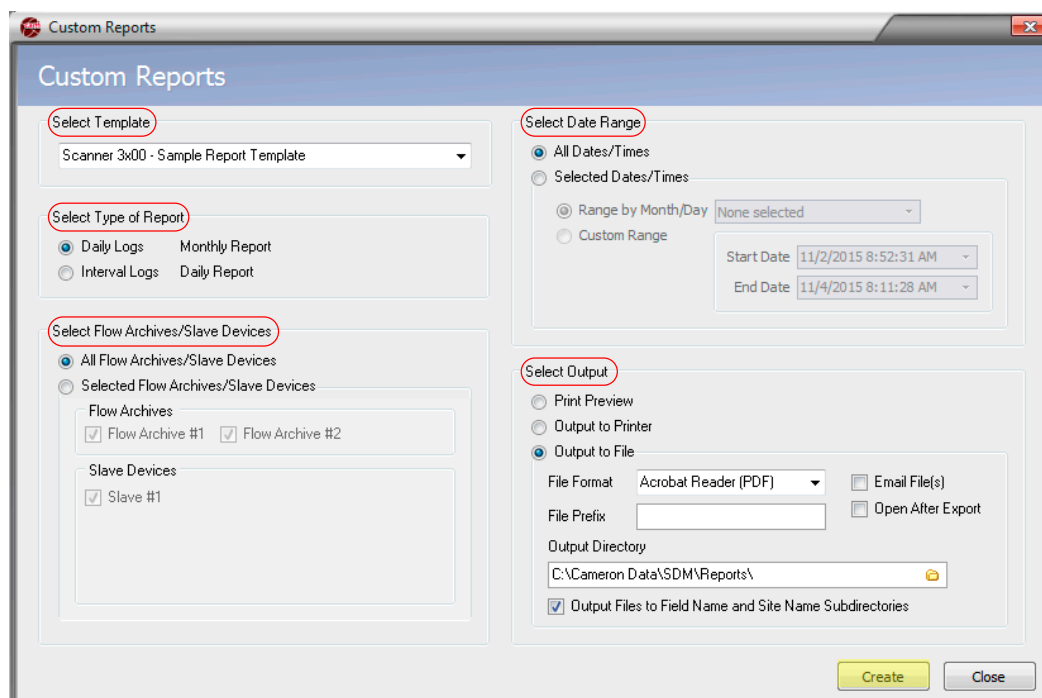 Custom Reports
Custom Reports
Select Template
Scanner 3x00 - Sample Report Template
Select Type of Report
Daily Logs Monthly Report
Interval Logs Daily Report
Select Flow Archives/Slave Devices
All Flow Archives/Slave Devices
Selected Flow Archives/Slave Devices
Flow Archives
Flow Archive #1 Flow Archive #2
Slave Devices
Slave #1
Select Date Range
All Dates/Times
Selected Dates/Times
Range by Month/Day None selected
Custom Range
Start Date 11/2/2015 8:52:31 AM
End Date 11/4/2015 8:11:28 AM
Select Output
Print Preview
Output to Printer
Output to File
File Format Acrobat Reader (PDF) Email File(s)
File Prefix Open After Export
Output Directory
C:\Cameron Data\SDM\Reports\
Output Files to Field Name and Site Name Subdirectories
Create Close